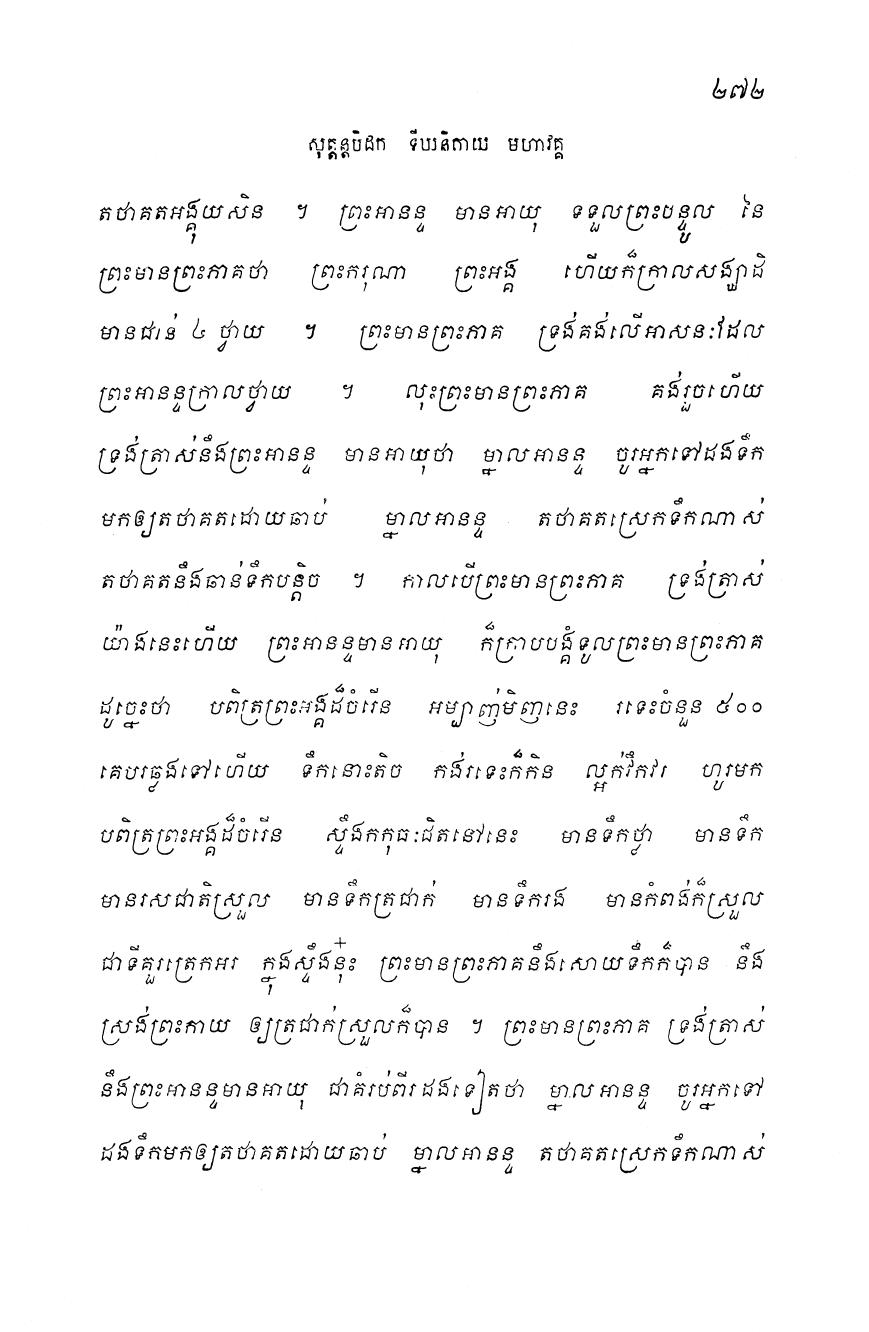 ២៧២
សុត្តន្តបិដក ទីឃនិកាយ មហាវគ្គ
តថាគតអង្គុយសិន ។ ព្រះអានន្ទ មានអាយុ ទទួលព្រះបន្ទូល នៃ
ព្រះមានព្រះភាគថា ព្រះករុណា ព្រះអង្គ ហើយក៏ក្រាលសង្ឃាដិ
មានជាន់ ៤ ថ្វាយ ។ ព្រះមានព្រះភាគ ទ្រង់គង់លើអាសនៈដែល
ព្រះអានន្ទក្រាលថ្វាយ ។ លុះព្រះមានព្រះភាគ គង់រួចហើយ
ទ្រង់ត្រាស់នឹងព្រះអានន្ទ មានអាយុថា ម្នាលអានន្ទ ចូរអ្នកទៅដងទឹក
មកឲ្យតថាគតដោយឆាប់ ម្នាលអានន្ទ តថាគតស្រេកទឹកណាស់
តថាគតនឹងឆាន់ទឹកបន្តិច ។ កាលបើព្រះមានព្រះភាគ ទ្រង់ត្រាស់
យ៉ាងនេះហើយ ព្រះអានន្ទមានអាយុ ក៏ក្រាបបង្គំទូលព្រះមានព្រះភាគ
ដូច្នេះថា បពិត្រព្រះអង្គដ៏ចំរើន អម្បាញ់មិញនេះ រទេះចំនួន ៥០០
គេបរឆ្លងទៅហើយ ទឹកនោះតិច កង់រទេះក៏កិន ល្អក់វឹកវរ ហូរមក
បពិត្រព្រះអង្គដ៏ចំរើន ស្ទឹងកកុធៈជិតនៅនេះ មានទឹកថ្លា មានទឹក
មានរសជាតិស្រួល មានទឹកត្រជាក់ មានទឹករង មានកំពង់ក៏ស្រួល
ជាទីគួរត្រេកអរ ក្នុងស្ទឹងនុ៎ះ ព្រះមានព្រះភាគនឹងសោយទឹកក៏បាន នឹង
ស្រង់ព្រះកាយ ឲ្យត្រជាក់ស្រួលក៏បាន ។ ព្រះមានព្រះភាគ ទ្រង់ត្រាស់
នឹងព្រះអានន្ទមានអាយុ ជាគំរប់ពីរដងទៀតថា ម្នាលអានន្ទ ចូរអ្នកទៅ
ដងទឹកមកឲ្យតថាគតដោយឆាប់ ម្នាលអានន្ទ តថាគតស្រេកទឹកណាស់